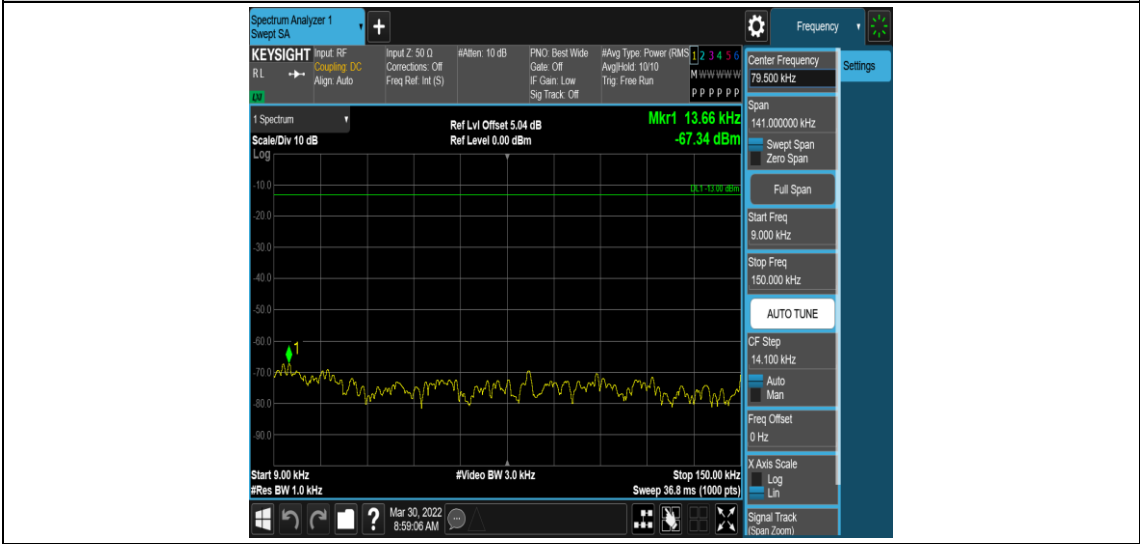 Spectrum Analyzer 1
Swept SA
+
Frequency
KEYSIGHT
RL
Input: RF
Coupling: DC
Align: Auto
Input Z: 50 Ω
Corrections: Off
Freq Ref: Int (S)
#Atten: 10 dB
PNO: Best Wide
Gate: Off
IF Gain: Low
Sig Track: Off
#Avg Type: Power (RMS
Avg|Hold: 10/10
Trig: Free Run
1 2 3 4 5 6
M W W W W W
P P P P P P
1 Spectrum
Scale/Div 10 dB
Log
Ref Lvl Offset 5.04 dB
Ref Level 0.00 dBm
Mkr1 13.66 kHz
-67.34 dBm
DL1 -13.00 dBm
-10.0
-20.0
-30.0
-40.0
-50.0
-60.0
-70.0
-80.0
-90.0
1
Start 9.00 kHz
#Res BW 1.0 kHz
#Video BW 3.0 kHz
Stop 150.00 kHz
Sweep 36.8 ms (1000 pts)
Mar 30, 2022
8:59:06 AM
?
Center Frequency
79.500 kHz
Settings
Span
141.000000 kHz
Swept Span
Zero Span
Full Span
Start Freq
9.000 kHz
Stop Freq
150.000 kHz
AUTO TUNE
CF Step
14.100 kHz
Auto
Man
Freq Offset
0 Hz
X Axis Scale
Log
Lin
Signal Track
(Span Zoom)